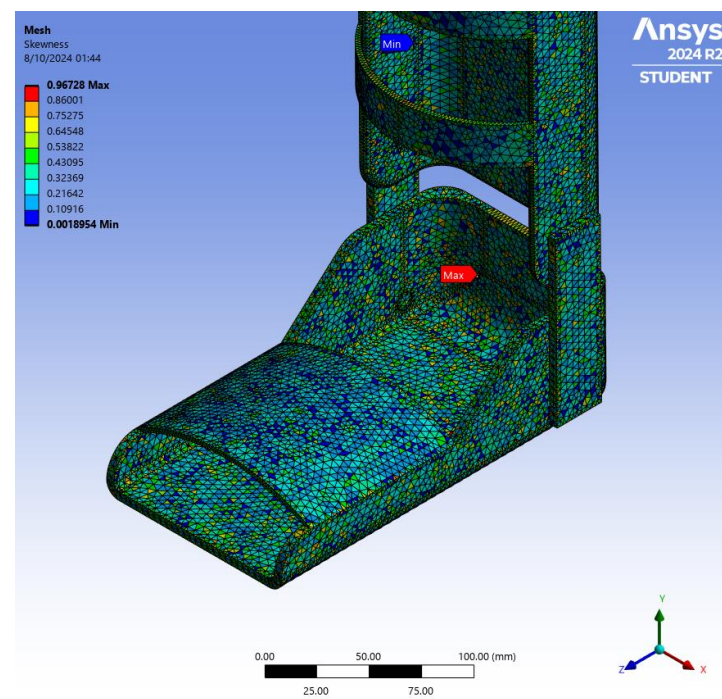 Mesh
Skewness
8/10/2024 01:44
0.96728 Max
0.86001
0.75275
0.64548
0.53822
0.43095
0.32369
0.21642
0.10916
0.0018954 Min
Min
Ansys
2024 R2
STUDENT
Max
0.00 50.00 100.00 (mm)
25.00 75.00
Y
Z X